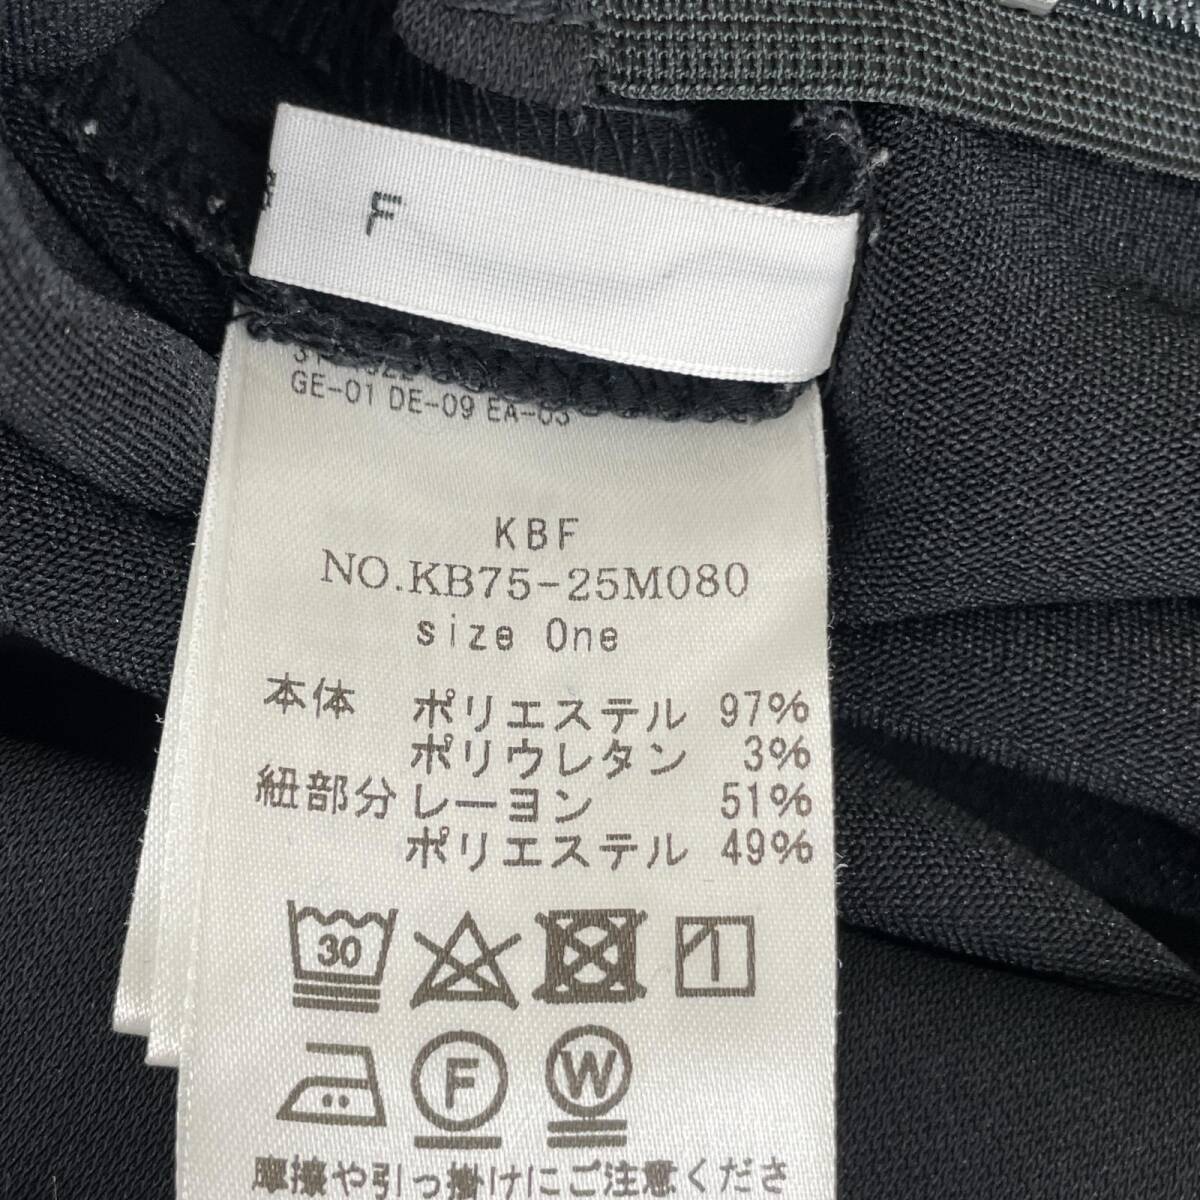 F
GE-01 DE-09 EA-03
KBF
NO.KB75-25M080
size One
本体 ポリエステル 97%
ポリウレタン 3%
紐部分 レーヨン 51%
ポリエステル 49%
30
F
W
摩擦や引っ掛けにご注意くださ